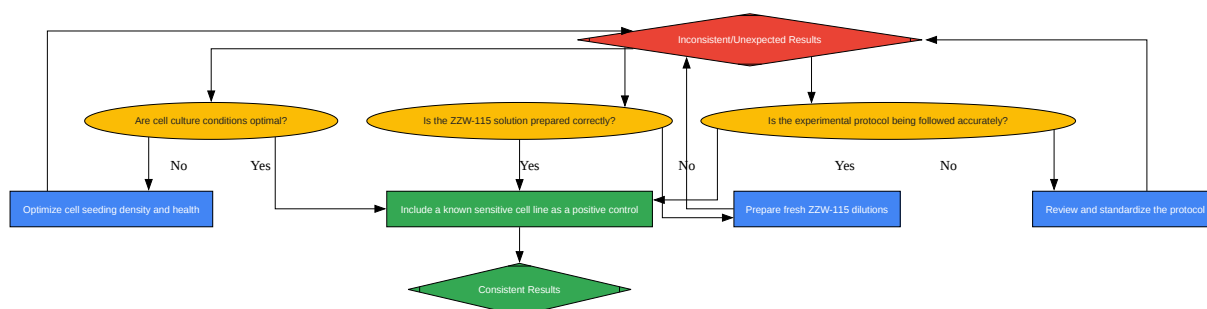 Inconsistent/Unexpected Results
Are cell culture conditions optimal?
Is the ZZW-115 solution prepared correctly?
Is the experimental protocol being followed accurately?
No
Yes
Yes
No
Yes
No
Optimize cell seeding density and health
Include a known sensitive cell line as a positive control
Prepare fresh ZZW-115 dilutions
Review and standardize the protocol
Consistent Results